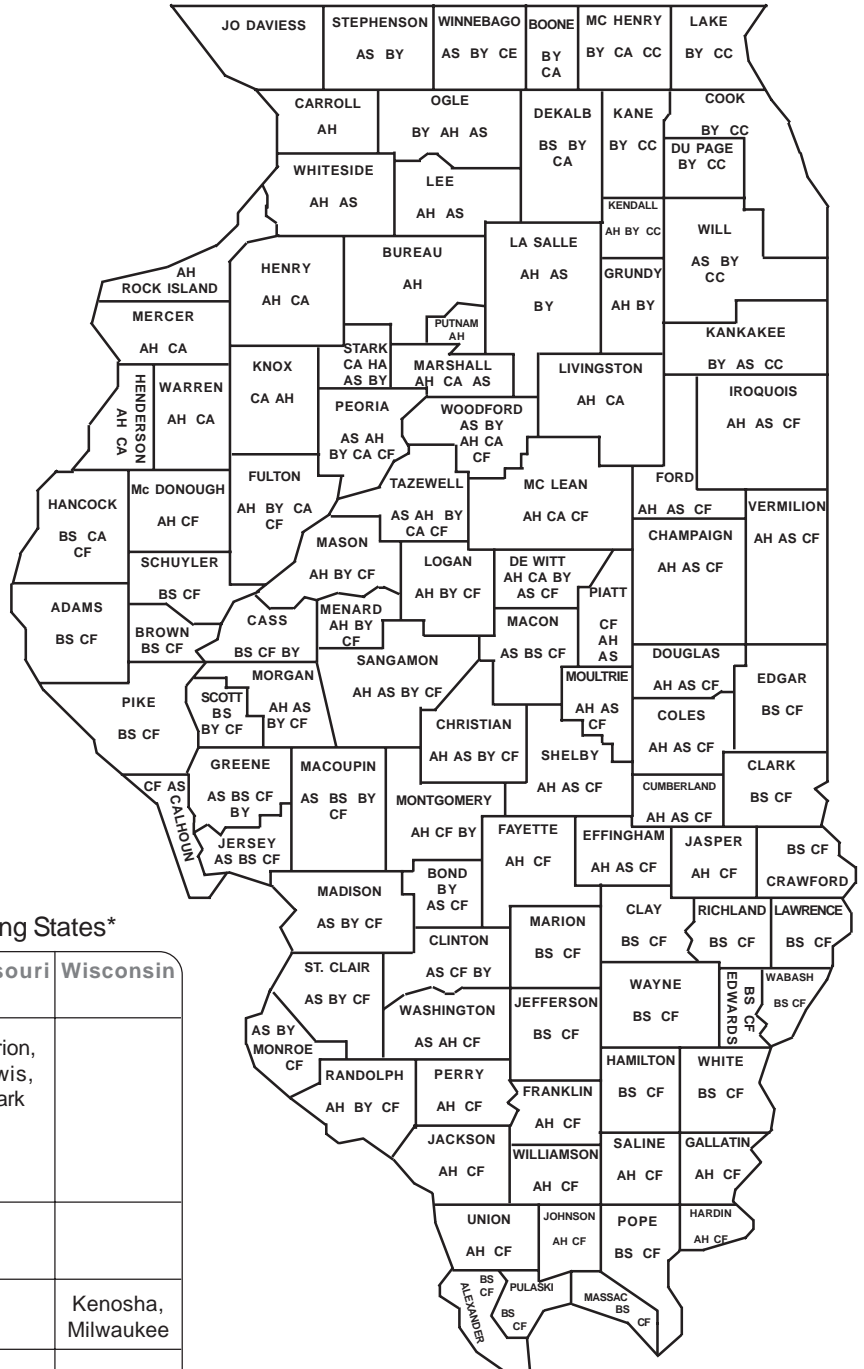 JO DAVIESS
STEPHENSON
AS BY
WINNEBAGO
AS BY CE
BOONE
BY
CA
MC HENRY
BY CA CC
LAKE
BY CC
CARROLL
AH
OGLE
BY AH AS
DEKALB
BS BY
CA
KANE
BY CC
COOK
BY CC
DU PAGE
BY CC
WHITESIDE
AH AS
LEE
AH AS
KENDALL
AH BY CC
WILL
AS BY
CC
AH
ROCK ISLAND
HENRY
AH CA
BUREAU
AH
LA SALLE
AH AS
BY
GRUNDY
AH BY
MERCER
AH CA
PUTNAM
AH
KANKAKEE
BY AS CC
HENDERSON
AH CA
WARREN
AH CA
KNOX
CA AH
STARK
CA HA
AS BY
MARSHALL
AH CA AS
LIVINGSTON
AH CA
IROQUOIS
AH AS CF
PEORIA
AS AH
BY CA CF
WOODFORD
AS BY
AH CA
CF
HANCOCK
BS CA
CF
Mc DONOUGH
AH CF
FULTON
AH BY CA
CF
TAZEWELL
AS AH BY
CA CF
MC LEAN
AH CA CF
FORD
AH AS CF
VERMILION
AH AS CF
SCHUYLER
BS CF
MASON
AH BY CF
LOGAN
AH BY CF
DE WITT
AH CA BY
AS CF
PIATT
CF
AH
AS
CHAMPAIGN
AH AS CF
ADAMS
BS CF
BROWN
BS CF
CASS
BS CF BY
MENARD
AH BY
CF
MACON
AS BS CF
SANGAMON
AH AS BY CF
DOUGLAS
AH AS CF
EDGAR
BS CF
PIKE
BS CF
SCOTT
BS
BY CF
MORGAN
AH AS
BY CF
CHRISTIAN
AH AS BY CF
MOULTRIE
AH AS
CF
COLES
AH AS CF
SHELBY
AH AS CF
CF AS
CALHOUN
GREENE
AS BS CF
BY
MACOUPIN
AS BS BY
CF
MONTGOMERY
AH CF BY
CUMBERLAND
AH AS CF
CLARK
BS CF
JERSEY
AS BS CF
FAYETTE
AH CF
EFFINGHAM
AH AS CF
JASPER
AH CF
BS CF
CRAWFORD
MADISON
AS BY CF
BOND
BY
AS CF
MARION
BS CF
CLAY
BS CF
RICHLAND
BS CF
LAWRENCE
BS CF
CLINTON
AS CF BY
ST. CLAIR
AS BY CF
WASHINGTON
AS AH CF
JEFFERSON
BS CF
WAYNE
BS CF
BS CF
EDWARDS
WABASH
BS CF
AS BY
MONROE
CF
RANDOLPH
AH BY CF
PERRY
AH CF
FRANKLIN
AH CF
HAMILTON
BS CF
WHITE
BS CF
JACKSON
AH CF
WILLIAMSON
AH CF
SALINE
AH CF
GALLATIN
AH CF
UNION
AH CF
JOHNSON
AH CF
POPE
BS CF
HARDIN
AH CF
BS
CF
ALEXANDER
PULASKI
BS
CF
MASSAC
BS
CF
ng States*
souri Wisconsin
rion,
wis,
ark
Kenosha,
Milwaukee